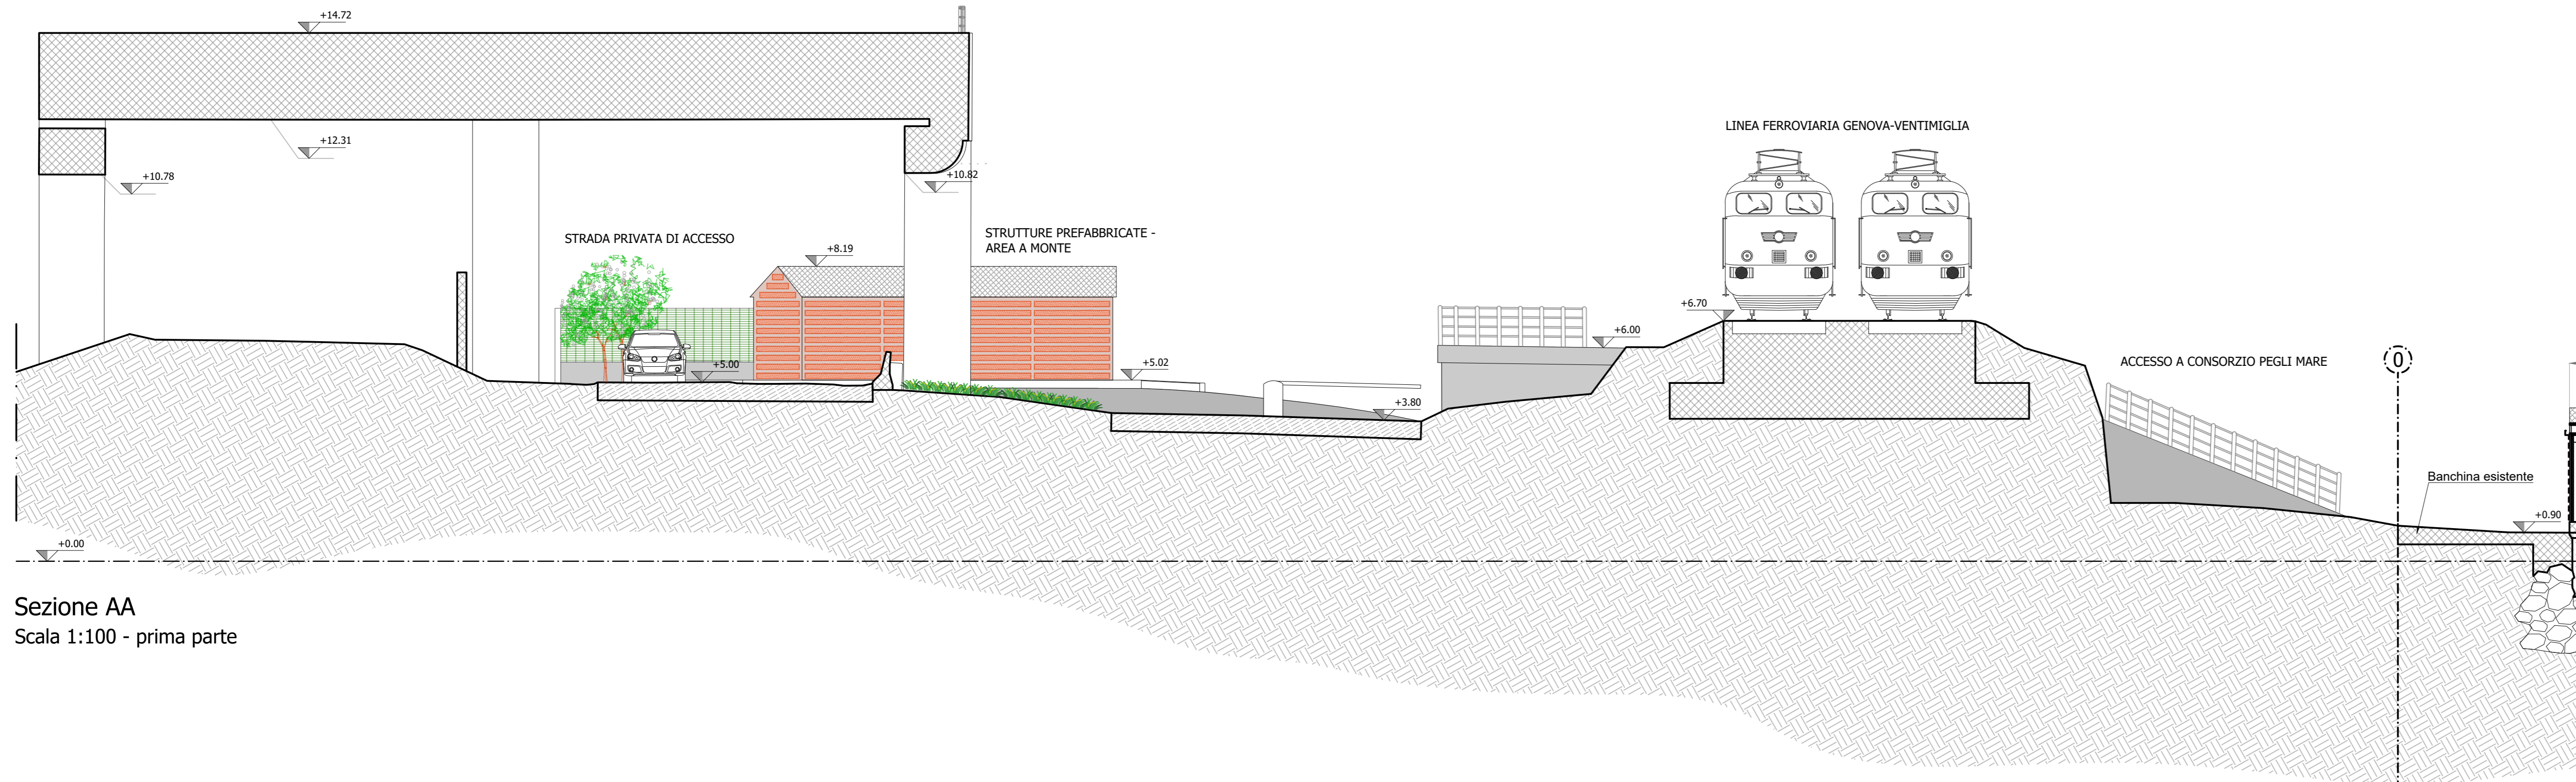 +14.72
+12.31
+10.78
+10.82
LINEA FERROVIARIA GENOVA-VENTIMIGLIA
STRADA PRIVATA DI ACCESSO
+8.19
STRUTTURE PREFABBRICATE -
AREA A MONTE
+6.70
+6.00
+5.00
+5.02
+3.80
ACCESSO A CONSORZIO PEGLI MARE
0
Banchina esistente
+0.90
+0.00
Sezione AA
Scala 1:100 - prima parte